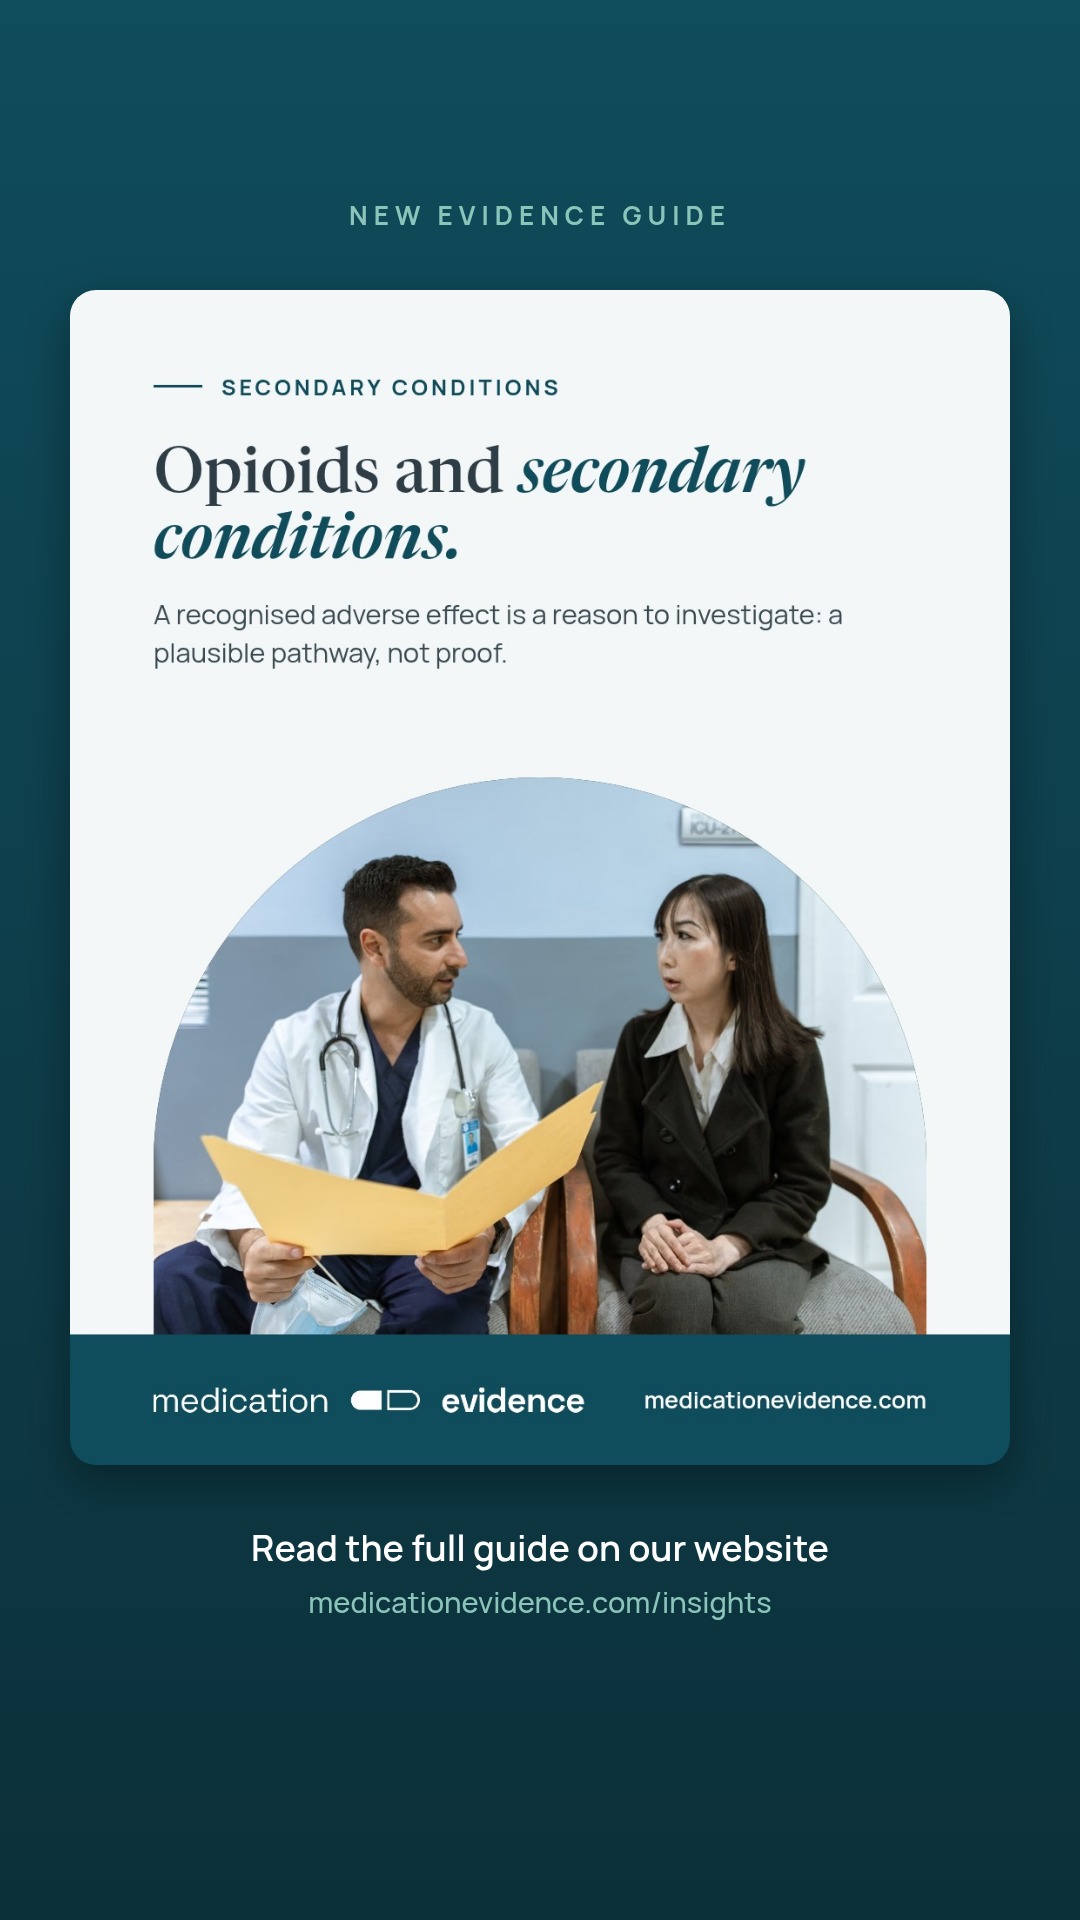 NEW EVIDENCE GUIDE
SECONDARY CONDITIONS
Opioids and secondary
conditions.
A recognised adverse effect is a reason to investigate: a
plausible pathway, not proof.
medication evidence
medicationevidence.com
Read the full guide on our website
medicationevidence.com/insights